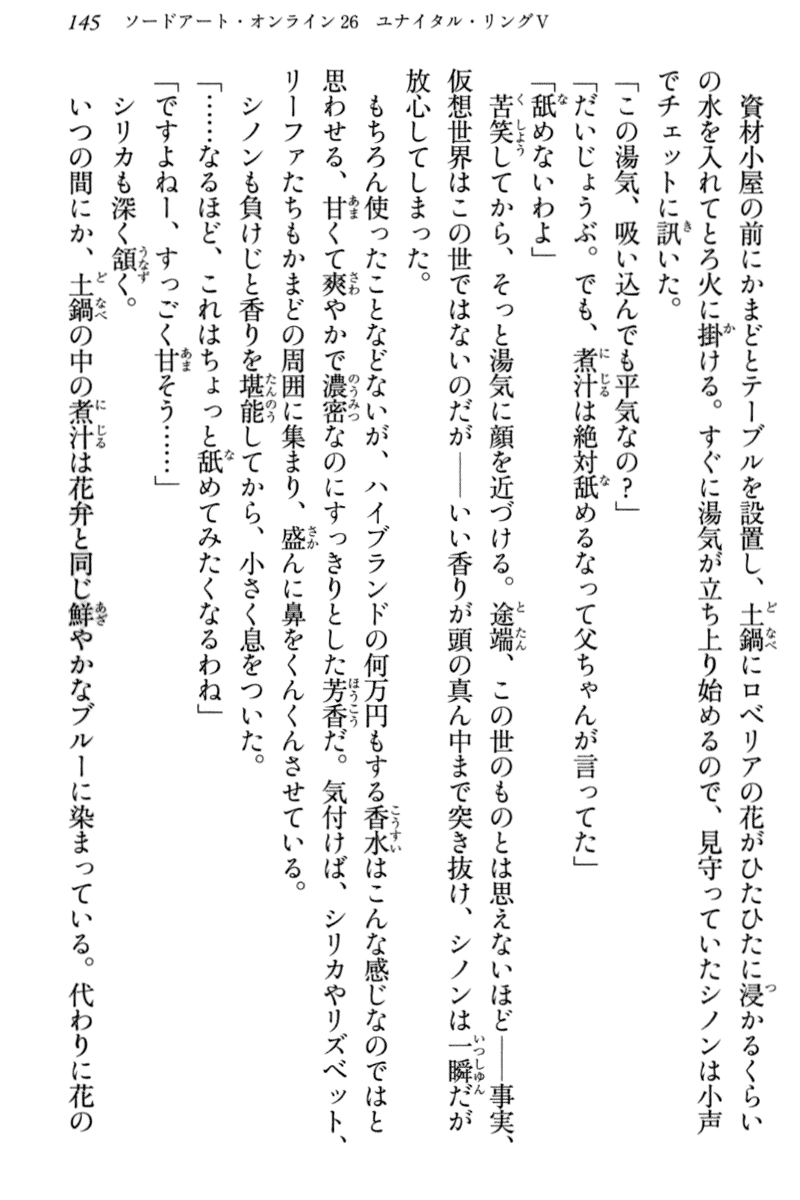 145 ソードアート・オンライン26 ユナイタル・リングⅤ
　資材小屋の前にかまどとテーブルを設置し、土鍋にロベリアの花がひたひたに浸かるくらい
の水を入れてとろ火に掛ける。すぐに湯気が立ち上り始めるので、見守っていたシノンは小声
でチェットに訊いた。
「この湯気、吸い込んでも平気なの？」
「だいじょうぶ。でも、煮汁は絶対舐めるなって父ちゃんが言ってた」
「舐めないわよ」
　苦笑してから、そっと湯気に顔を近づける。途端、この世のものとは思えないほど――事実、
仮想世界はこの世ではないのだが――いい香りが頭の真ん中まで突き抜け、シノンは一瞬だが
放心してしまった。
　もちろん使ったことなどないが、ハイブランドの何万円もする香水はこんな感じなのではと
思わせる、甘くて爽やかで濃密なのにすっきりとした芳香だ。気付けば、シリカやリズベット、
リーファたちもかまどの周囲に集まり、盛んに鼻をくんくんさせている。
　シノンも負けじと香りを堪能してから、小さく息をついた。
「……なるほど、これはちょっと舐めてみたくなるわね」
「ですよねー、すっごく甘そう……」
　シリカも深く頷く。
　いつの間にか、土鍋の中の煮汁は花弁と同じ鮮やかなブルーに染まっている。代わりに花の